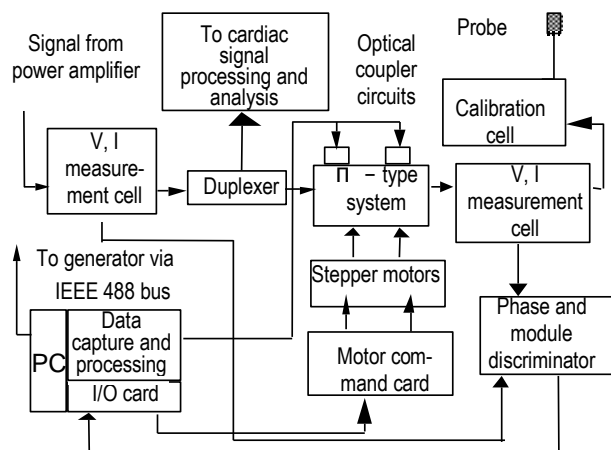 Signal from
power amplifier
To cardiac
signal
processing and
analysis
Optical
coupler
circuits
Probe
Calibration
cell
V, I
measure-
ment cell
Duplexer
Π – type
system
V, I
measurement
cell
To generator via
IEEE 488 bus
Stepper motors
PC
Data
capture and
processing
I/O card
Motor com-
mand card
Phase and
module
discriminator